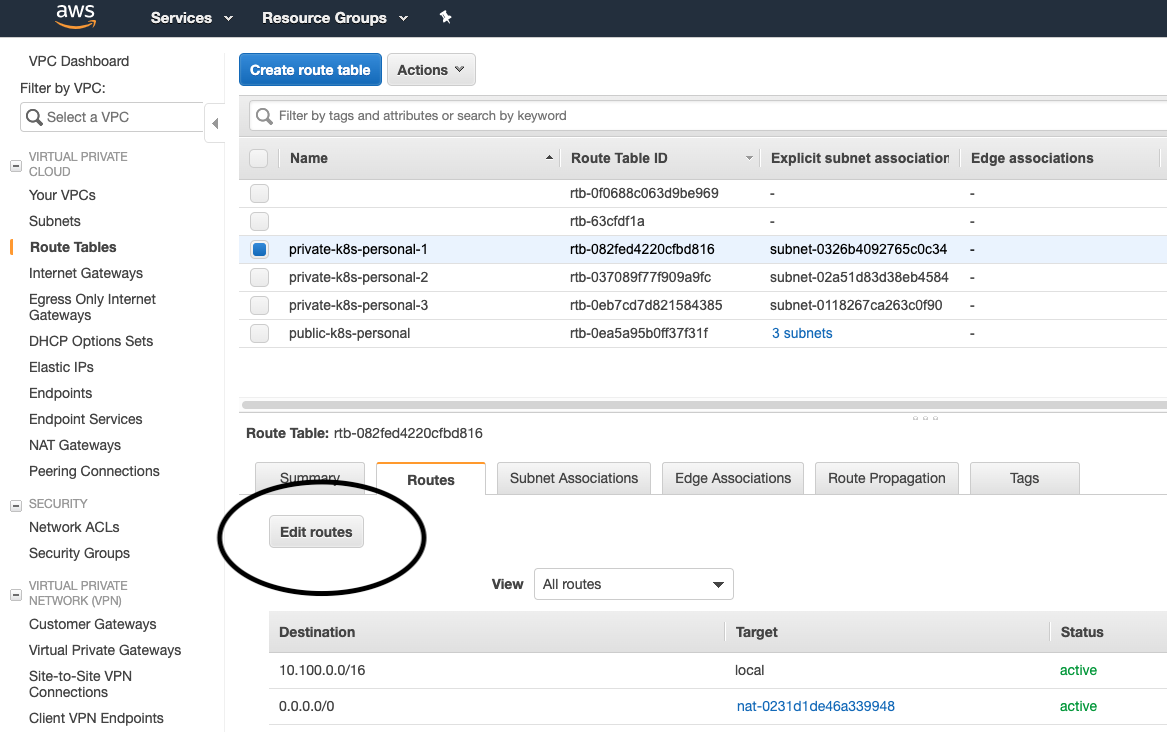 aws Services Resource Groups
VPC Dashboard
Filter by VPC:
Select a VPC
VIRTUAL PRIVATE
CLOUD
Your VPCs
Subnets
Route Tables
Internet Gateways
Egress Only Internet
Gateways
DHCP Options Sets
Elastic IPs
Endpoints
Endpoint Services
NAT Gateways
Peering Connections
SECURITY
Network ACLs
Security Groups
VIRTUAL PRIVATE
NETWORK (VPN)
Customer Gateways
Virtual Private Gateways
Site-to-Site VPN
Connections
Client VPN Endpoints
Create route table Actions
Filter by tags and attributes or search by keyword
Name Route Table ID Explicit subnet association Edge associations
rtb-0f0688c063d9be969 - -
rtb-63cfdf1a - -
private-k8s-personal-1 rtb-082fed4220cfbd816 subnet-0326b4092765c0c34 -
private-k8s-personal-2 rtb-037089f77f909a9fc subnet-02a51d83d38eb4584 -
private-k8s-personal-3 rtb-0eb7cd7d821584385 subnet-0118267ca263c0f90 -
public-k8s-personal rtb-0ea5a95b0ff37f31f 3 subnets -
Route Table: rtb-082fed4220cfbd816
Summary Routes Subnet Associations Edge Associations Route Propagation Tags
Edit routes
View All routes
Destination Target Status
10.100.0.0/16 local active
0.0.0.0/0 nat-0231d1de46a339948 active